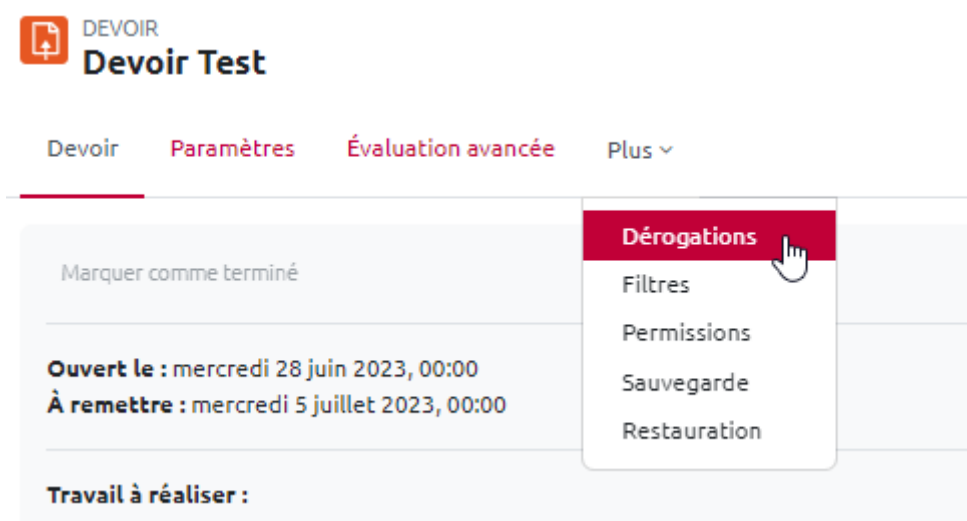 DEVOIR
Devoir Test
Devoir Paramètres Évaluation avancée Plus
Dérogations
Filtres
Permissions
Sauvegarde
Restauration
Marquer comme terminé
Ouvert le : mercredi 28 juin 2023, 00:00
À remettre : mercredi 5 juillet 2023, 00:00
Travail à réaliser :